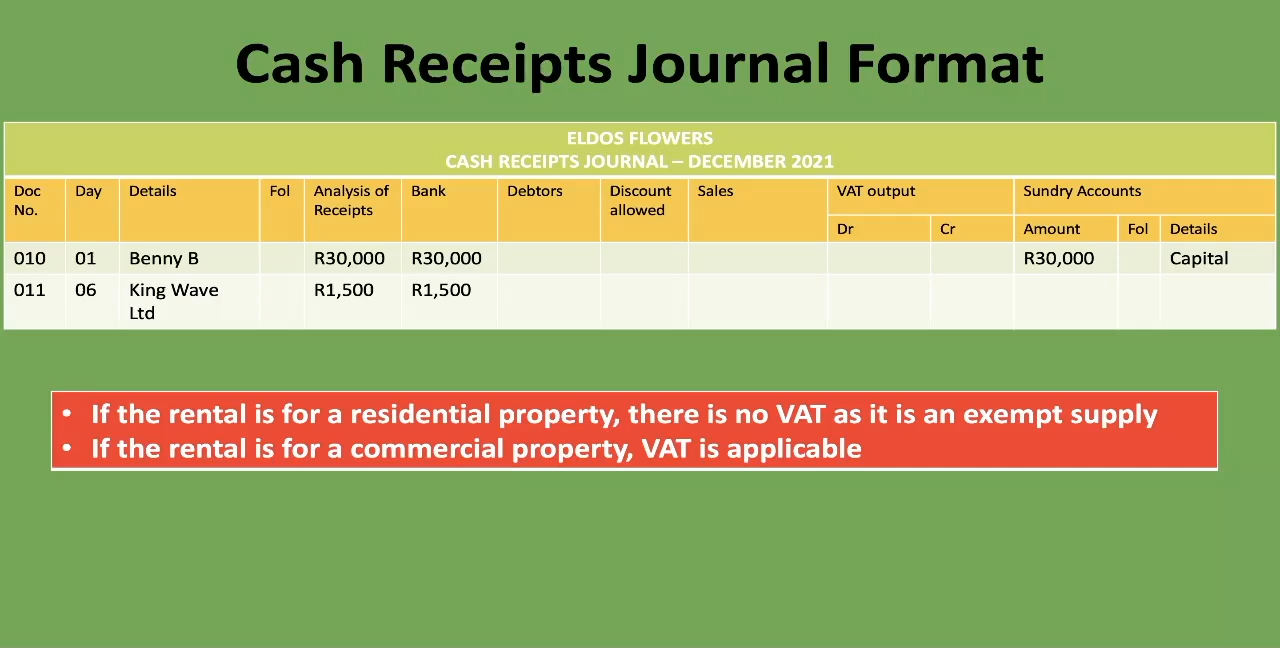 Cash Receipts Journal Format
ELDOS FLOWERS
CASH RECEIPTS JOURNAL – DECEMBER 2021
Doc No. Day Details Fol Analysis of Receipts Bank Debtors Discount allowed Sales VAT output Sundry Accounts
Dr Cr Amount Fol Details
010 01 Benny B R30,000 R30,000 R30,000 Capital
011 06 King Wave Ltd R1,500 R1,500
• If the rental is for a residential property, there is no VAT as it is an exempt supply
• If the rental is for a commercial property, VAT is applicable